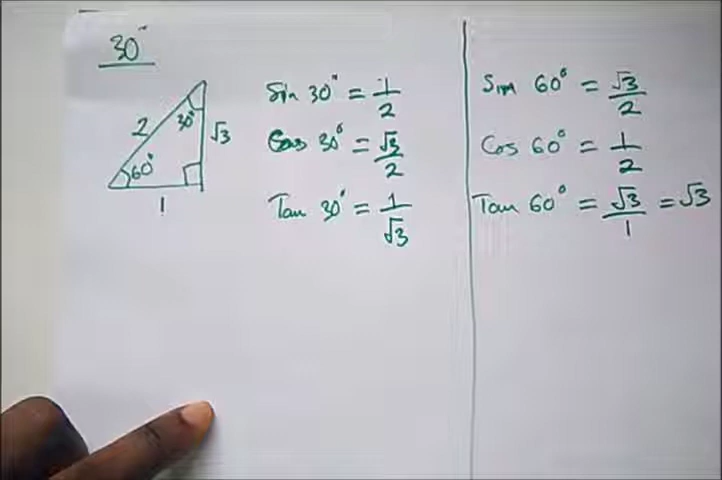 30°
2
30°
√3
60°
1
Sin 30° = 1/2
Cos 30° = √3/2
Tan 30° = 1/√3
Sin 60° = √3/2
Cos 60° = 1/2
Tan 60° = √3/1 = √3